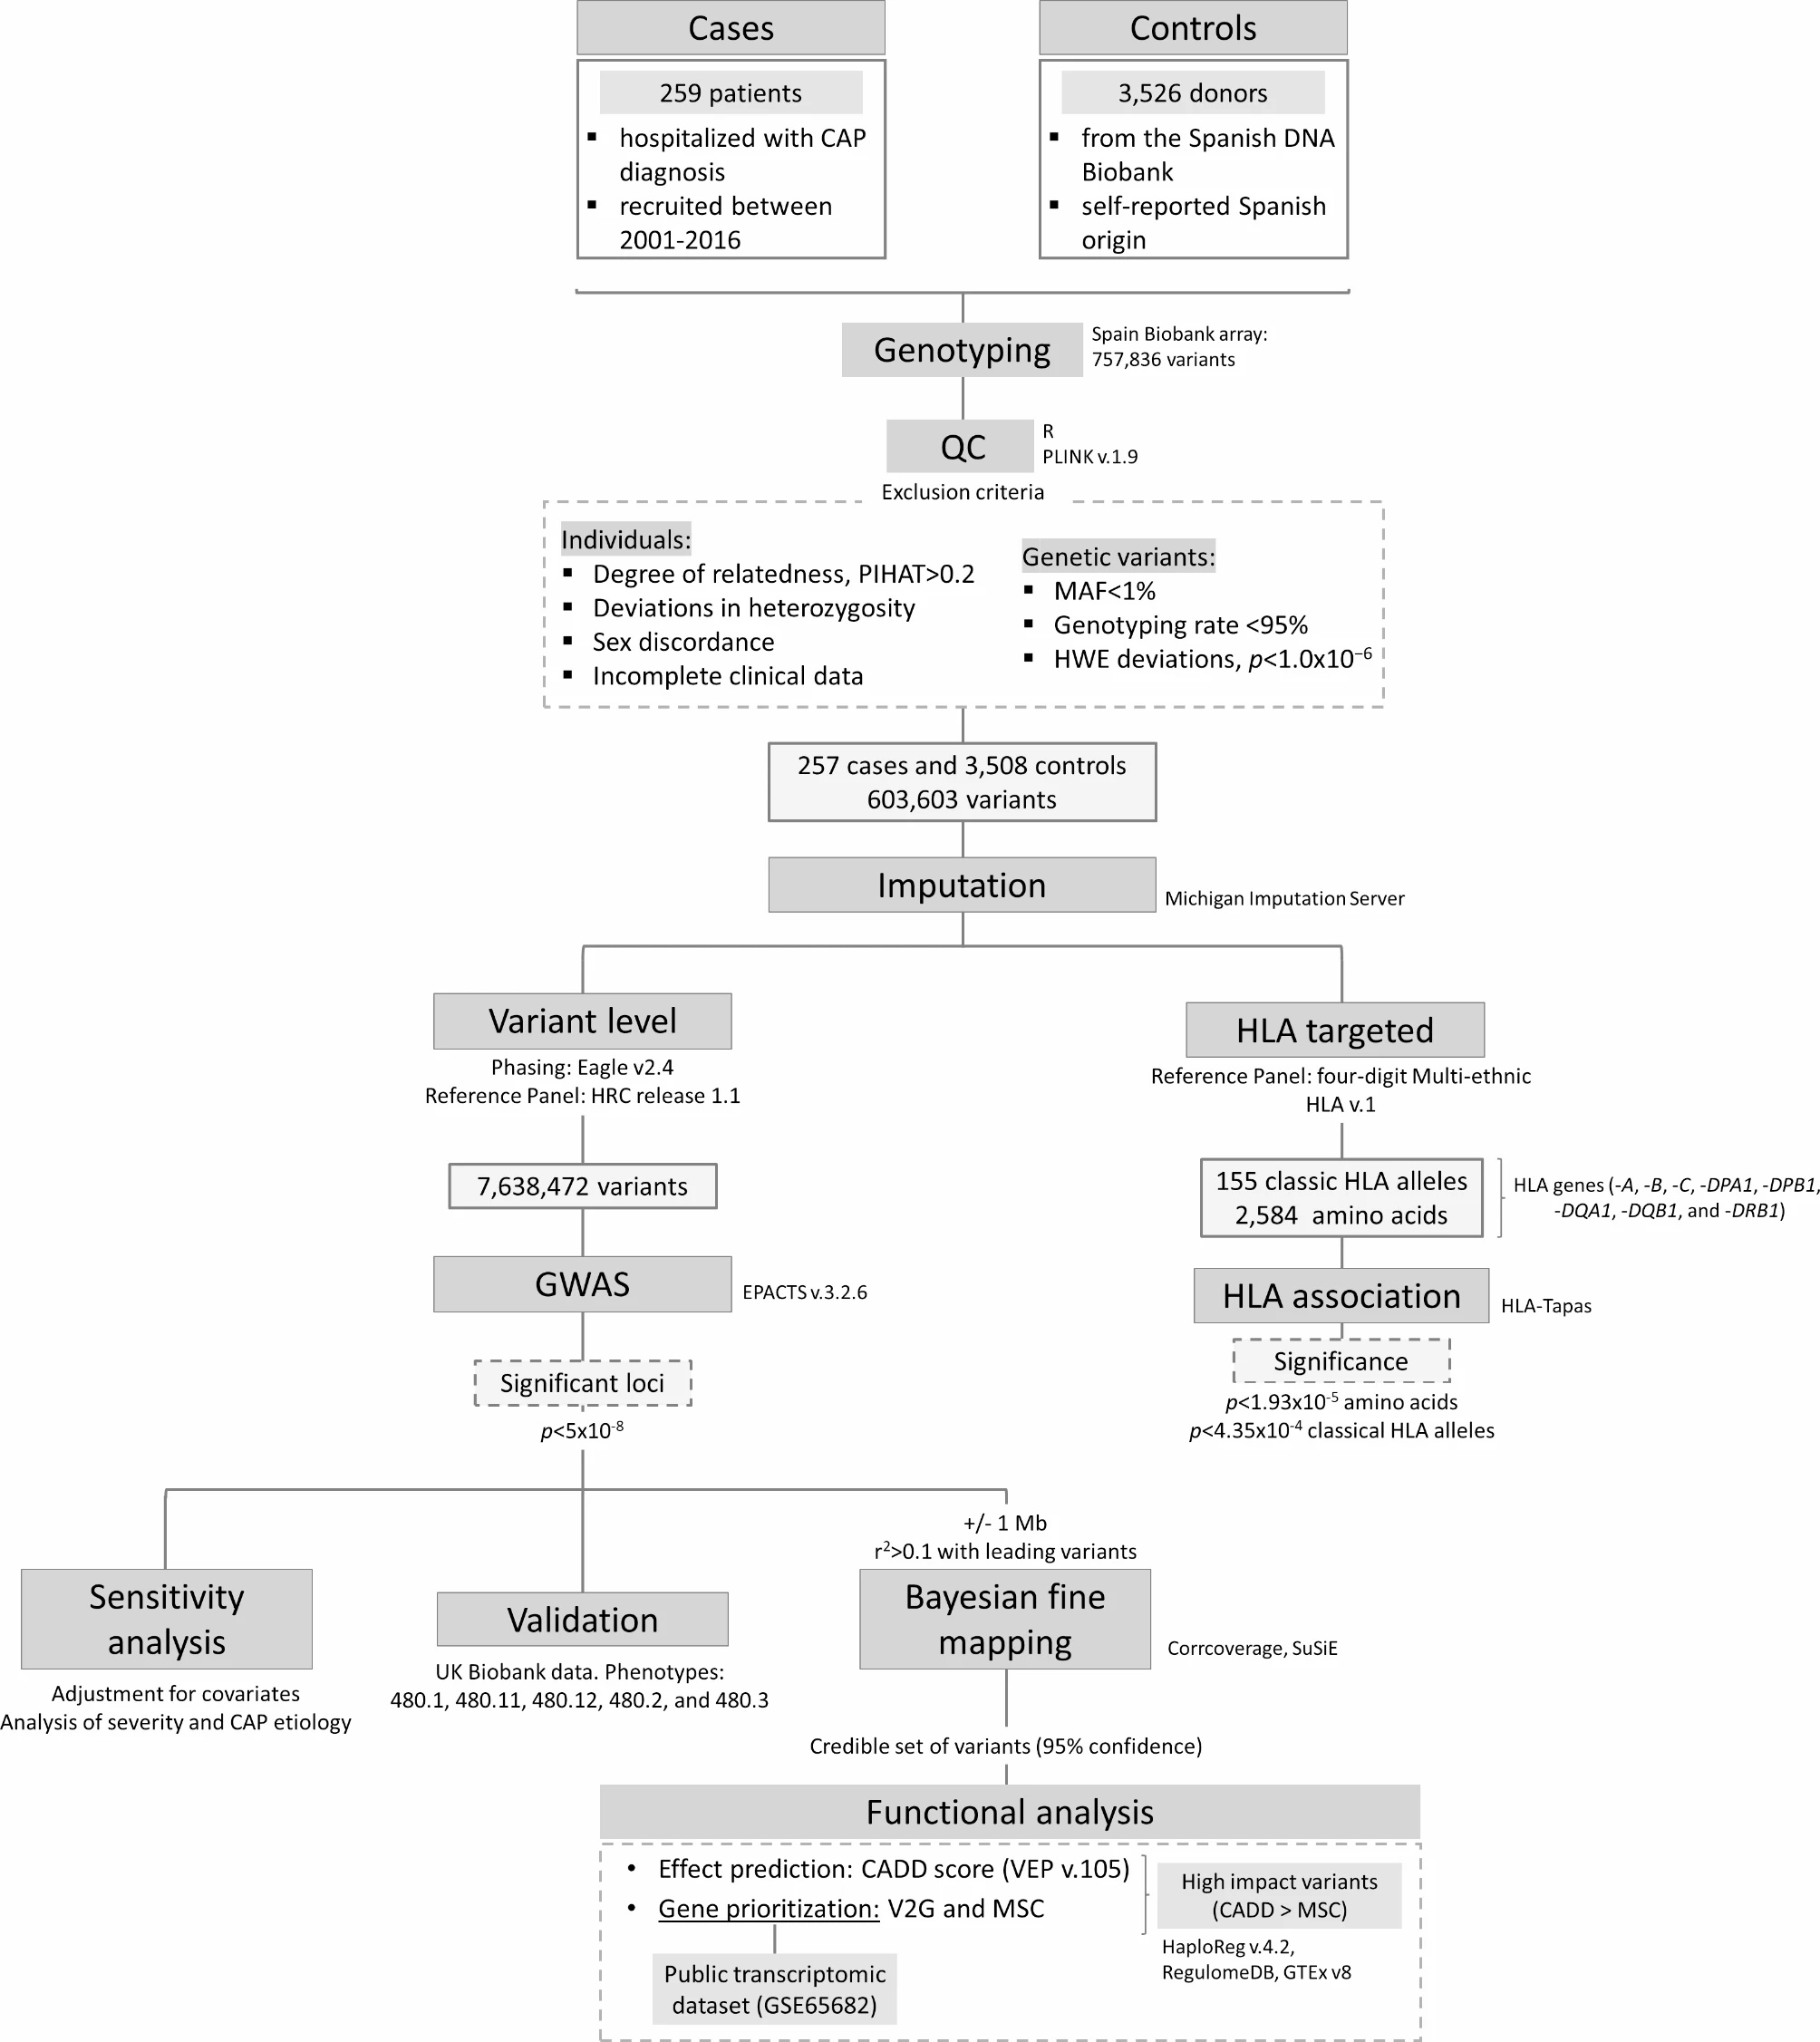 Cases
259 patients
▪ hospitalized with CAP
diagnosis
▪ recruited between
2001-2016
Controls
3,526 donors
▪ from the Spanish DNA
Biobank
▪ self-reported Spanish
origin
Genotyping
Spain Biobank array:
757,836 variants
QC
R
PLINK v.1.9
Exclusion criteria
Individuals:
▪ Degree of relatedness, PIHAT>0.2
▪ Deviations in heterozygosity
▪ Sex discordance
▪ Incomplete clinical data
Genetic variants:
▪ MAF<1%
▪ Genotyping rate <95%
▪ HWE deviations, p<1.0x10⁻⁶
257 cases and 3,508 controls
603,603 variants
Imputation
Michigan Imputation Server
Variant level
Phasing: Eagle v2.4
Reference Panel: HRC release 1.1
7,638,472 variants
GWAS
EPACTS v.3.2.6
Significant loci
p<5x10⁻⁸
HLA targeted
Reference Panel: four-digit Multi-ethnic
HLA v.1
155 classic HLA alleles
2,584 amino acids
HLA genes (-A, -B, -C, -DPA1, -DPB1,
-DQA1, -DQB1, and -DRB1)
HLA association
HLA-Tapas
Significance
p<1.93x10⁻⁵ amino acids
p<4.35x10⁻⁴ classical HLA alleles
Sensitivity
analysis
Adjustment for covariates
Analysis of severity and CAP etiology
Validation
UK Biobank data. Phenotypes:
480.1, 480.11, 480.12, 480.2, and 480.3
+/- 1 Mb
r²>0.1 with leading variants
Bayesian fine
mapping
Corrcoverage, SuSiE
Credible set of variants (95% confidence)
Functional analysis
• Effect prediction: CADD score (VEP v.105)
• Gene prioritization: V2G and MSC
High impact variants
(CADD > MSC)
HaploReg v.4.2,
RegulomeDB, GTEx v8
Public transcriptomic
dataset (GSE65682)